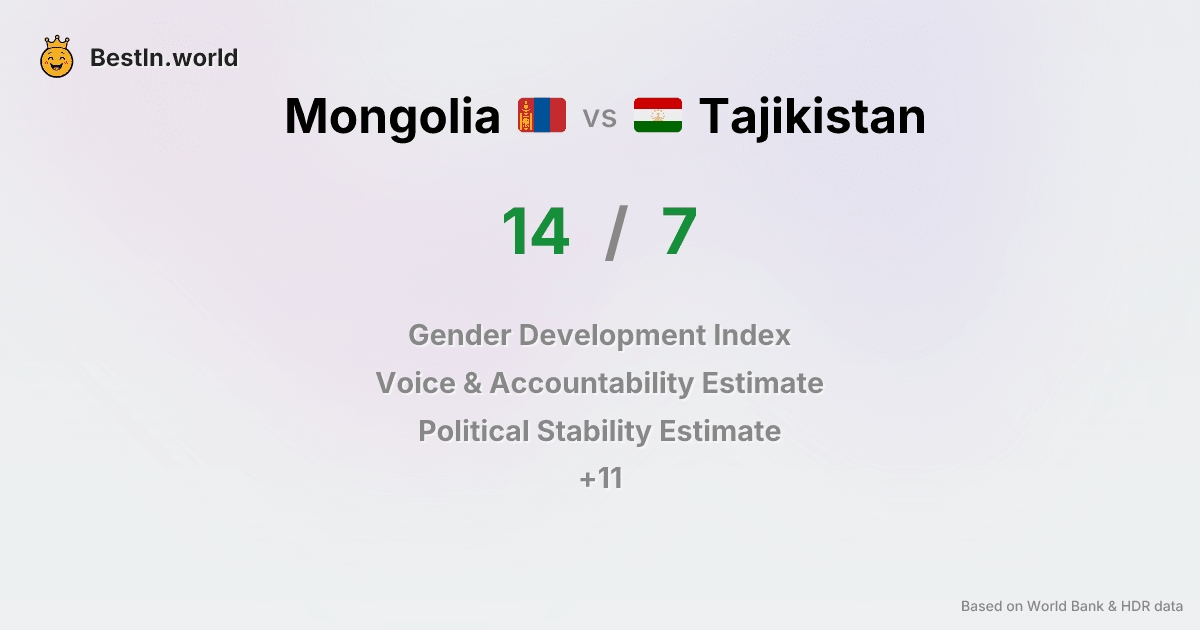 BestIn.world
Mongolia vs Tajikistan
14 / 7
Gender Development Index
Voice & Accountability Estimate
Political Stability Estimate
+11
Based on World Bank & HDR data